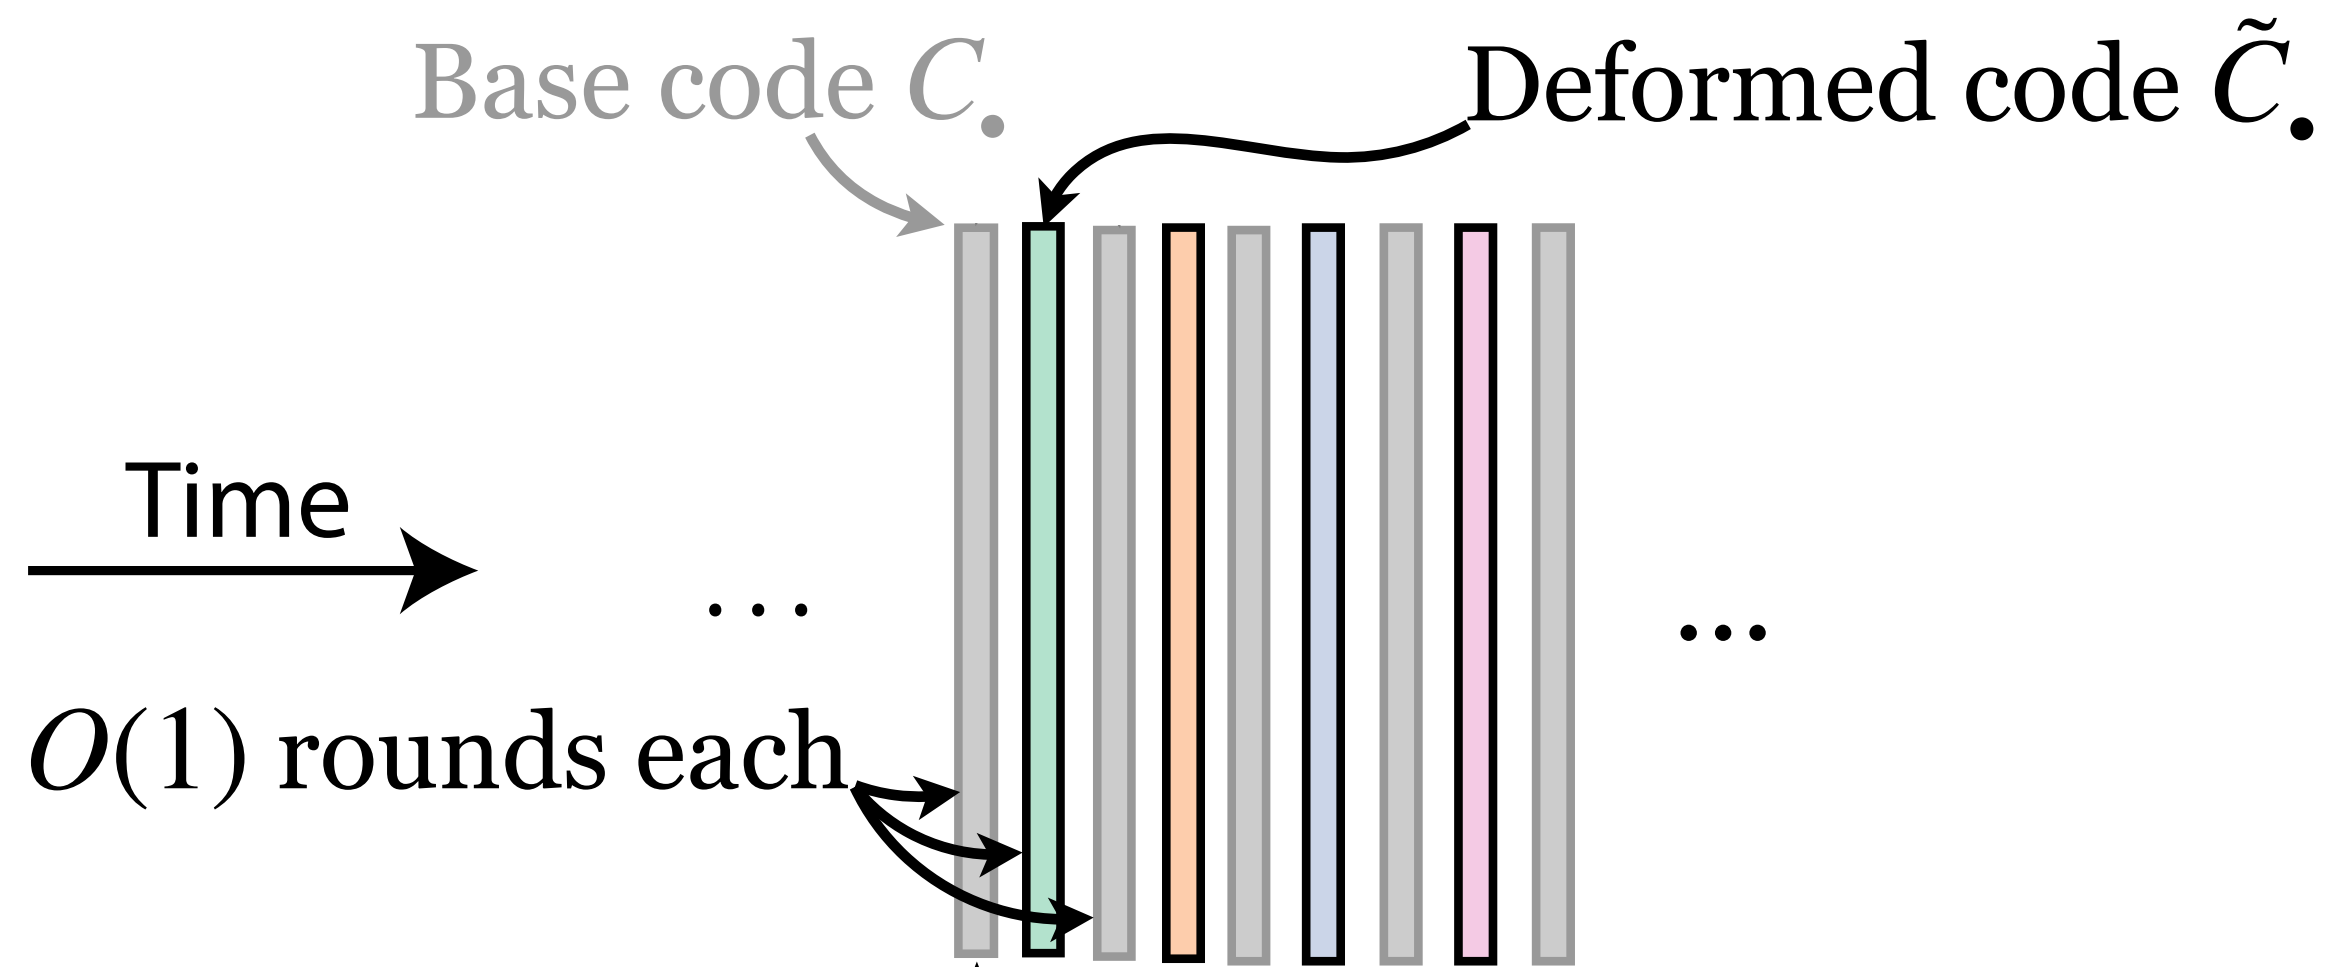 Base code C•
Deformed code C̃•
Time
...
...
O(1) rounds each